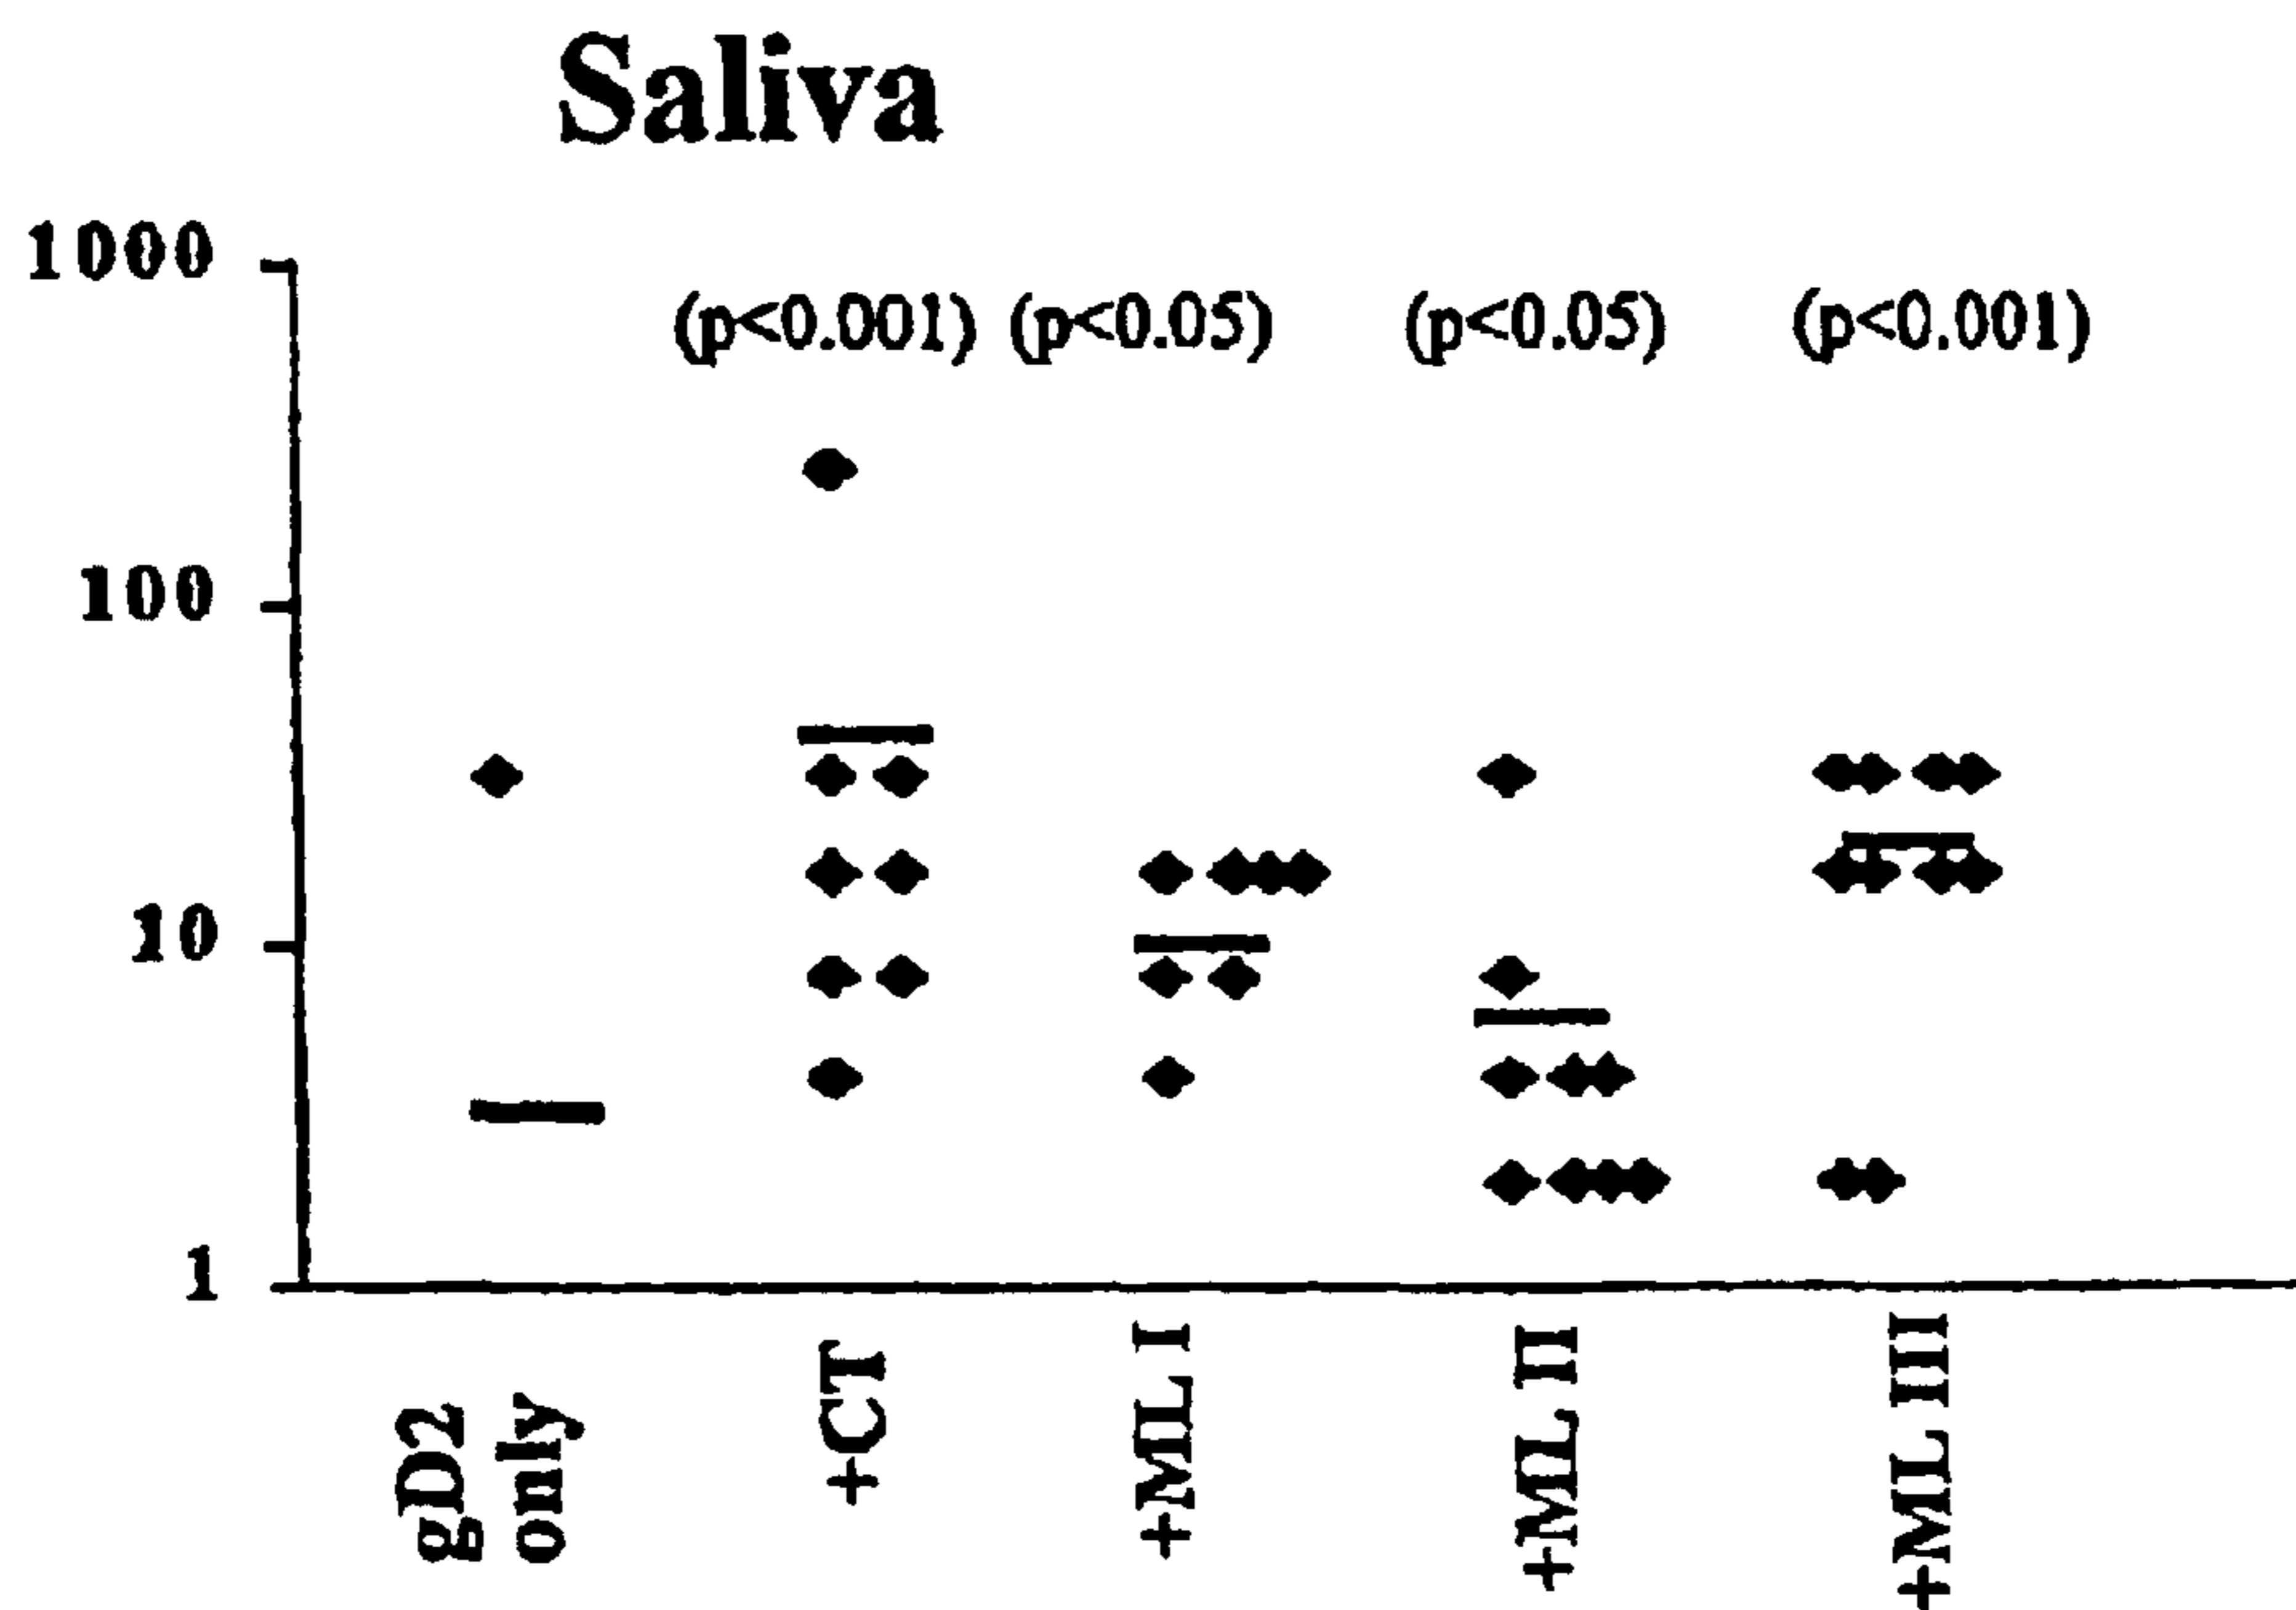 Saliva
1000
(p<0.001) (p<0.05) (p<0.05) (p<0.001)
100
10
1
gD2
only
+CT
+ML I
+ML II
+ML III